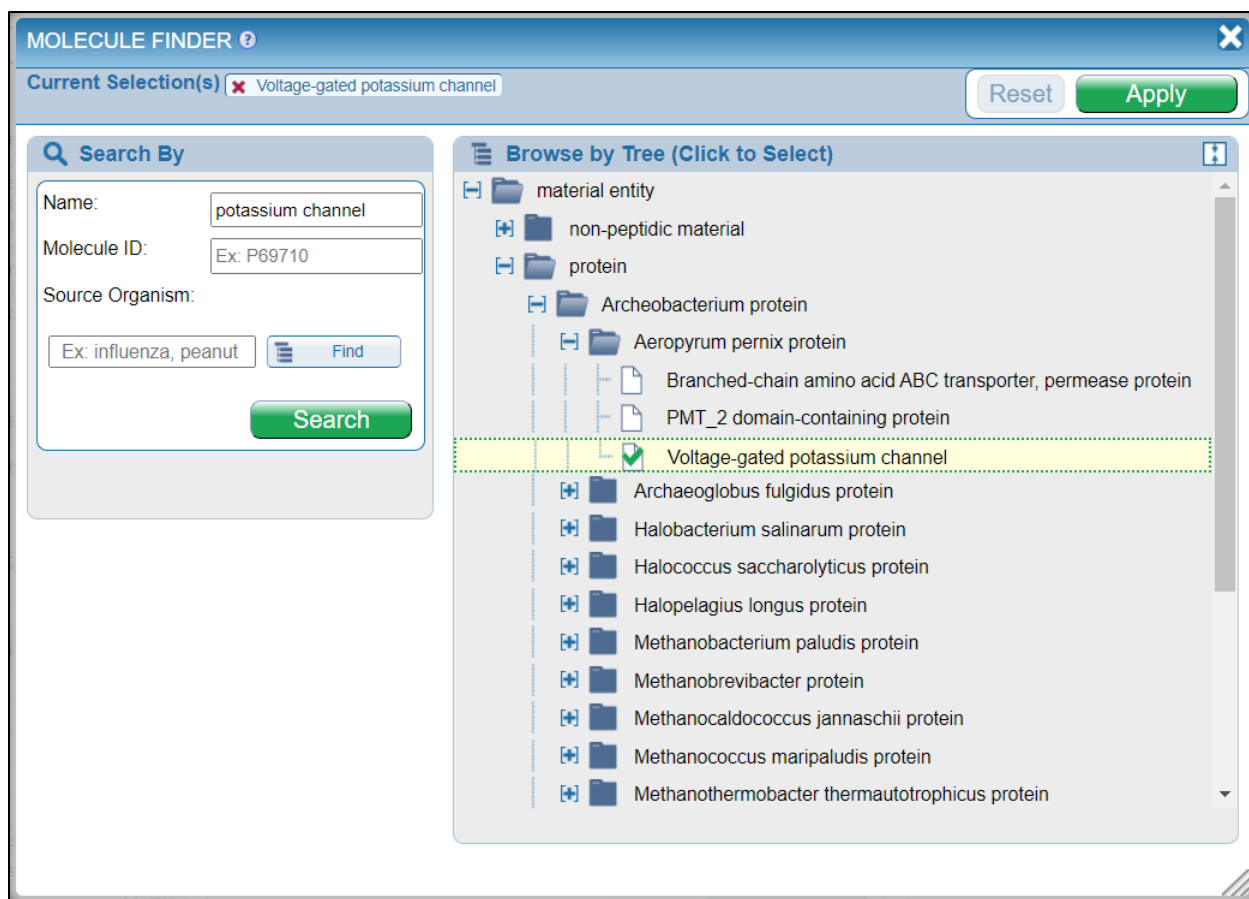 MOLECULE FINDER ?
Current Selection(s) Voltage-gated potassium channel
Reset Apply
Search By
Name: potassium channel
Molecule ID: Ex: P69710
Source Organism:
Ex: influenza, peanut Find
Search
Browse by Tree (Click to Select)
material entity
non-peptidic material
protein
Archeobacterium protein
Aeropyrum pernix protein
Branched-chain amino acid ABC transporter, permease protein
PMT_2 domain-containing protein
Voltage-gated potassium channel
Archaeoglobus fulgidus protein
Halobacterium salinarum protein
Halococcus saccharolyticus protein
Halopelagius longus protein
Methanobacterium paludis protein
Methanobrevibacter protein
Methanocaldococcus jannaschii protein
Methanococcus maripaludis protein
Methanothermobacter thermautotrophicus protein